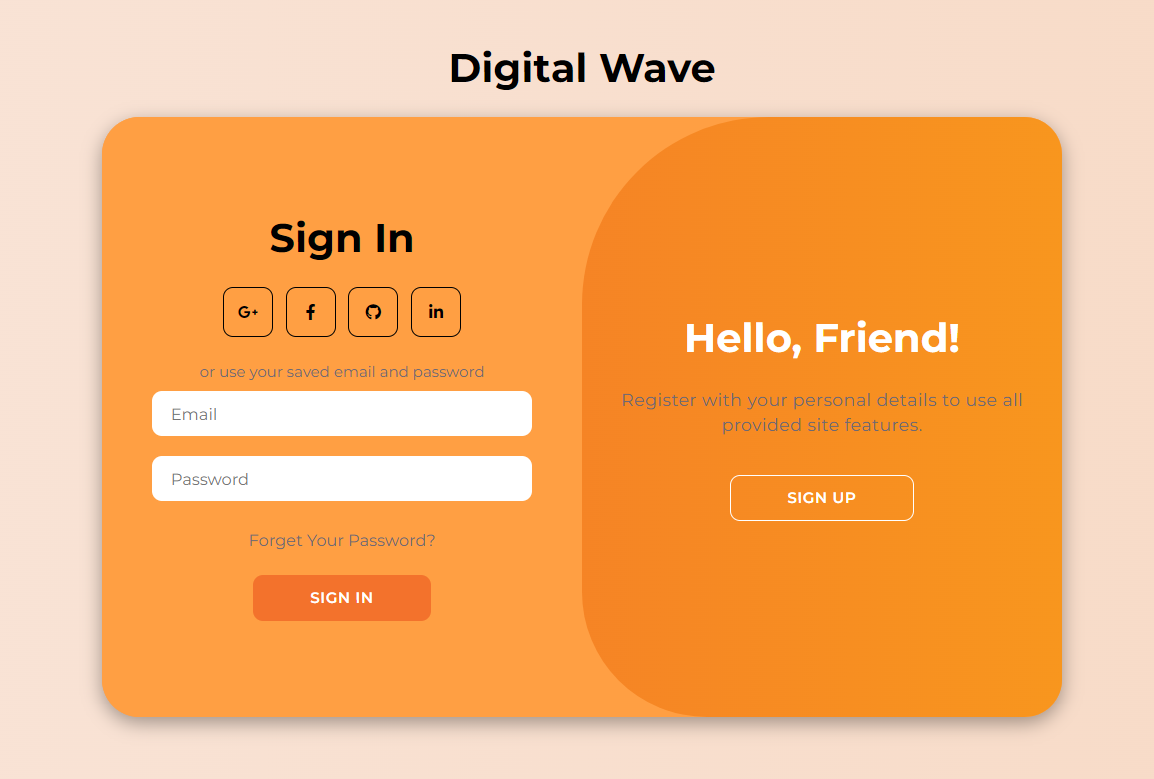 Digital Wave
Sign In
G+ f in
or use your saved email and password
Email
Password
Forget Your Password?
SIGN IN
Hello, Friend!
Register with your personal details to use all
provided site features.
SIGN UP